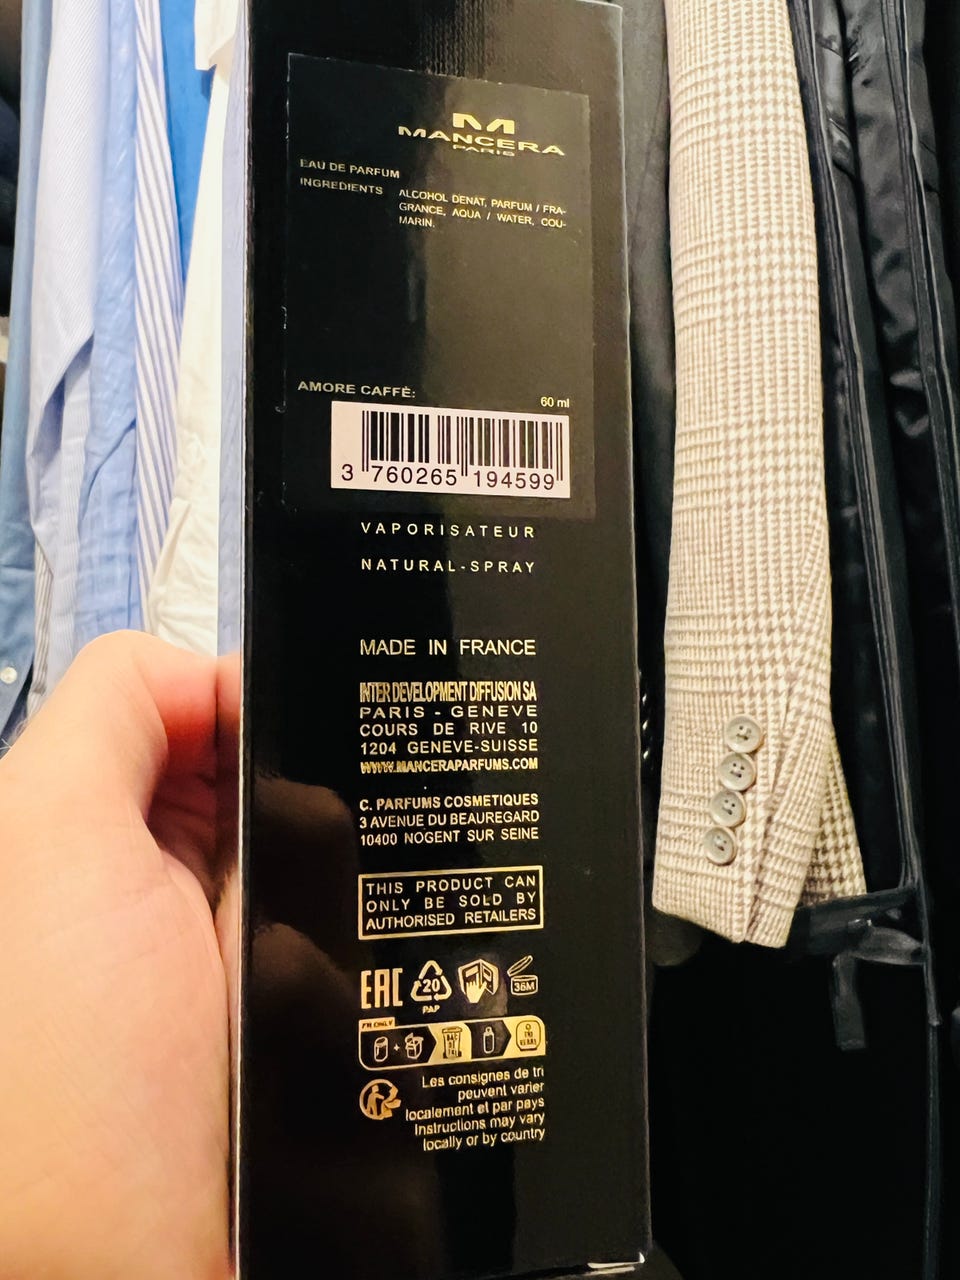 MANCERA
PARIS
EAU DE PARFUM
INGREDIENTS
ALCOHOL DENAT, PARFUM / FRA-
GRANCE, AQUA / WATER, COU-
MARIN.
AMORE CAFFÈ:
60 ml
3 760265 194599
VAPORISATEUR
NATURAL-SPRAY
MADE IN FRANCE
INTER DEVELOPMENT DIFFUSION SA
PARIS - GENEVE
COURS DE RIVE 10
1204 GENEVE-SUISSE
WWW.MANCERAPARFUMS.COM
C. PARFUMS COSMETIQUES
3 AVENUE DU BEAUREGARD
10400 NOGENT SUR SEINE
THIS PRODUCT CAN
ONLY BE SOLD BY
AUTHORISED RETAILERS
EAC
20
PAP
36M
FR ONLY
+
BAC
DE
TRI
Les consignes de tri
peuvent varier
localement et par pays
Instructions may vary
locally or by country